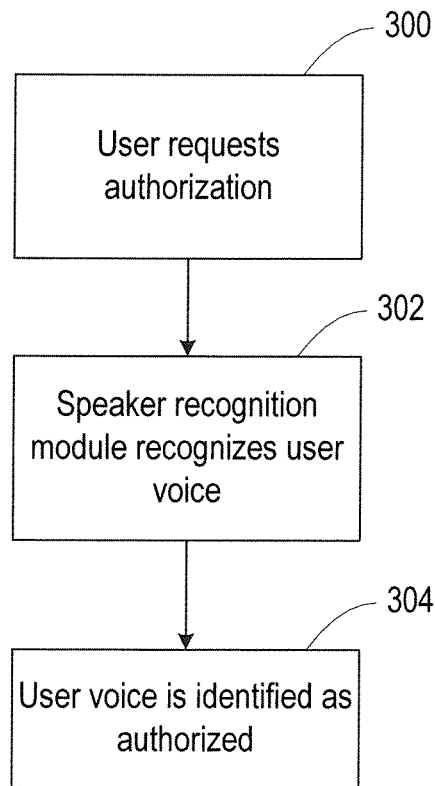 300
User requests
authorization
302
Speaker recognition
module recognizes user
voice
304
User voice is identified as
authorized